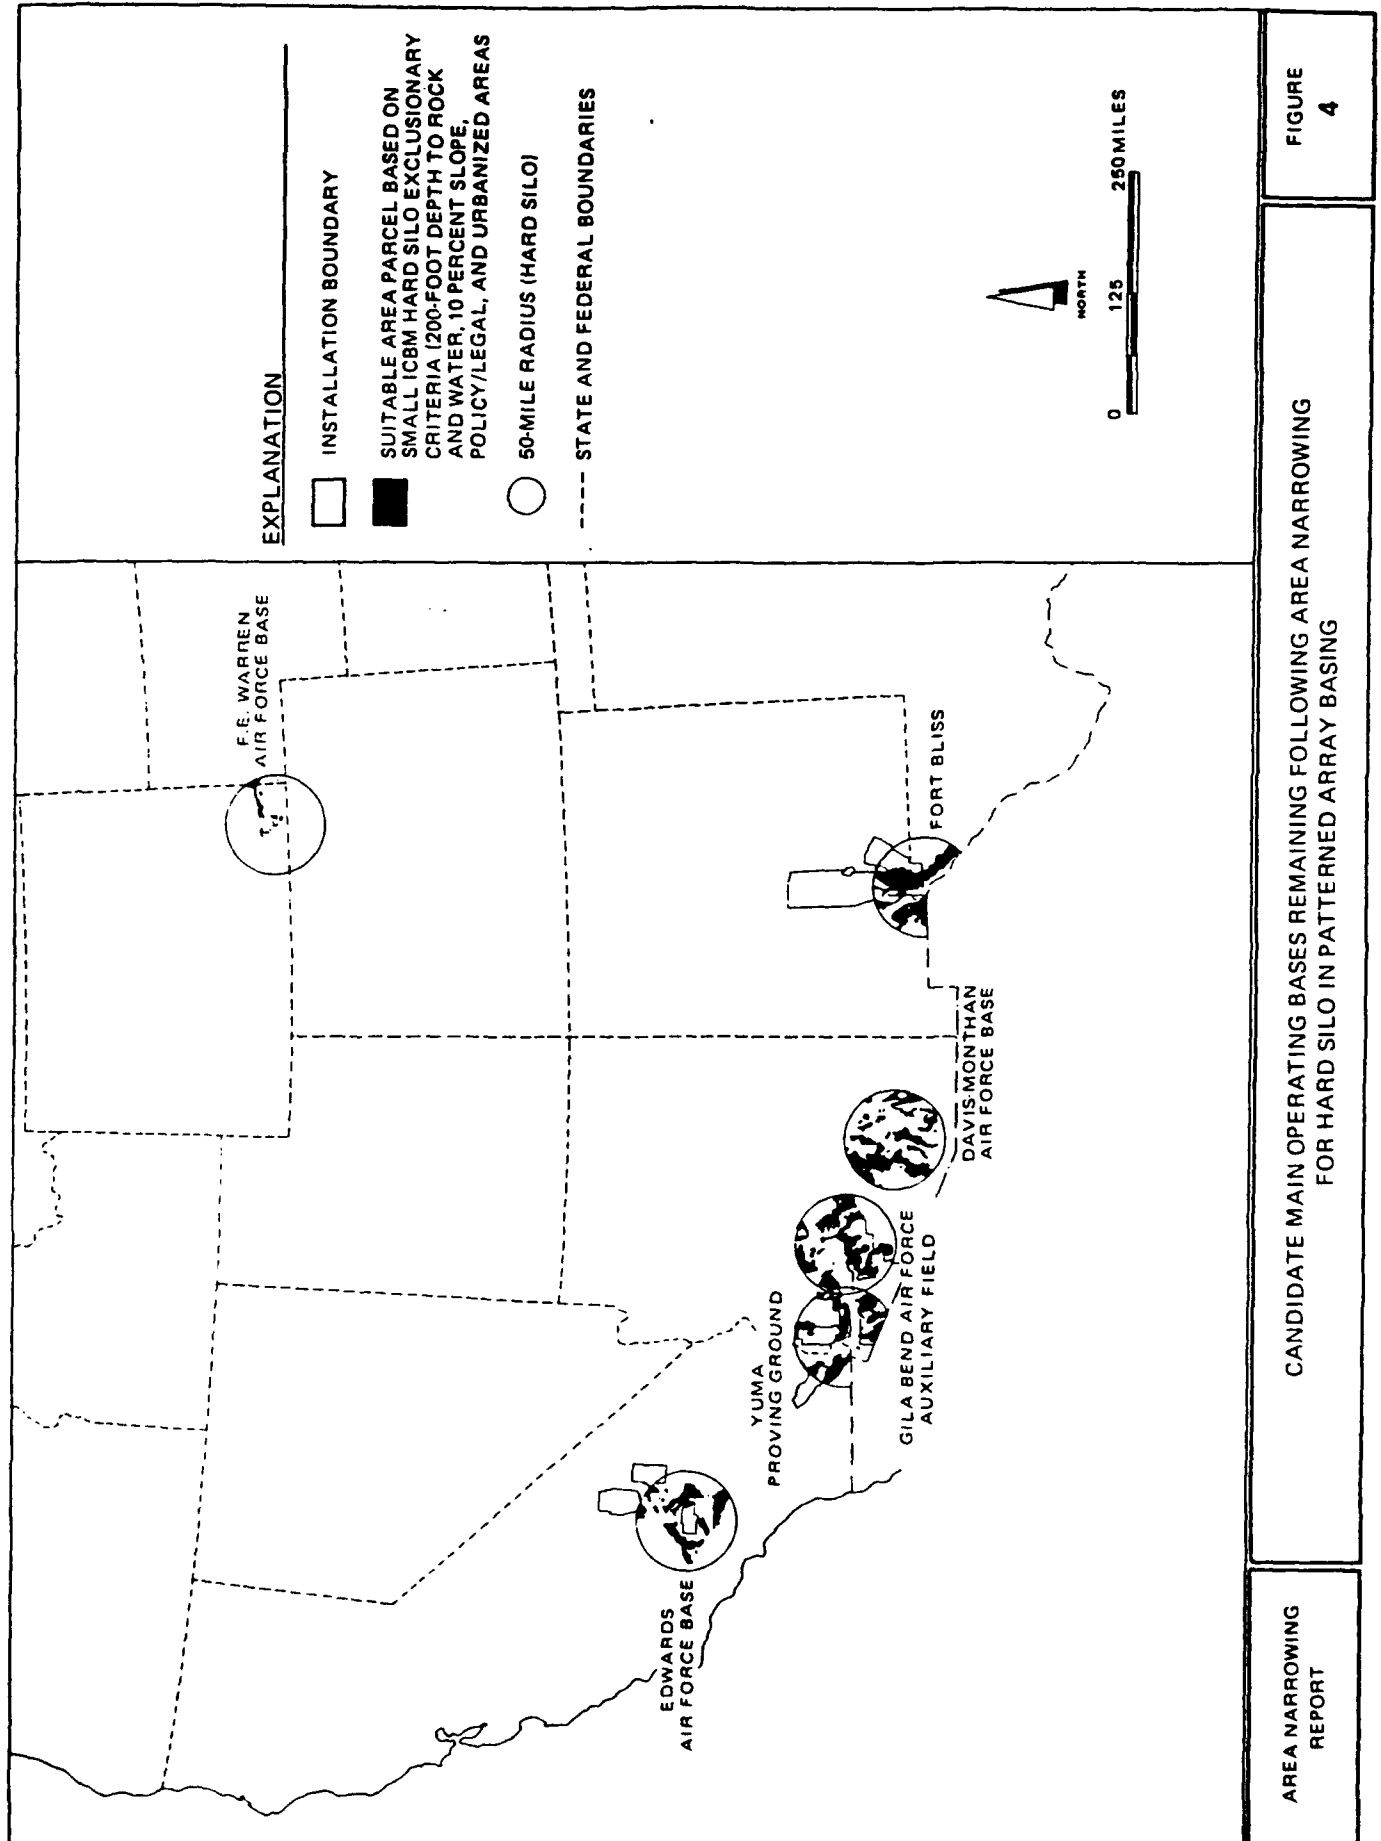 F.E. WARREN
AIR FORCE BASE
EDWARDS
AIR FORCE BASE
YUMA
PROVING GROUND
GILA BEND AIR FORCE
AUXILIARY FIELD
DAVIS-MONTHAN
AIR FORCE BASE
FORT BLISS
EXPLANATION
INSTALLATION BOUNDARY
SUITABLE AREA PARCEL BASED ON
SMALL ICBM HARD SILO EXCLUSIONARY
CRITERIA (200-FOOT DEPTH TO ROCK
AND WATER, 10 PERCENT SLOPE,
POLICY/LEGAL, AND URBANIZED AREAS
50-MILE RADIUS (HARD SILO)
STATE AND FEDERAL BOUNDARIES
NORTH
0 125 250 MILES
AREA NARROWING
REPORT
CANDIDATE MAIN OPERATING BASES REMAINING FOLLOWING AREA NARROWING
FOR HARD SILO IN PATTERNED ARRAY BASING
FIGURE
4